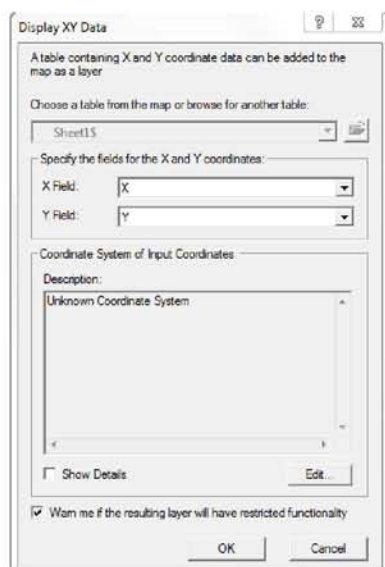 Display XY Data
A table containing X and Y coordinate data can be added to the
map as a layer
Choose a table from the map or browse for another table:
Sheet1$
Specify the fields for the X and Y coordinates:
X Field: X
Y Field: Y
Coordinate System of Input Coordinates
Description:
Unknown Coordinate System
Show Details Edit...
Warn me if the resulting layer will have restricted functionality
OK Cancel